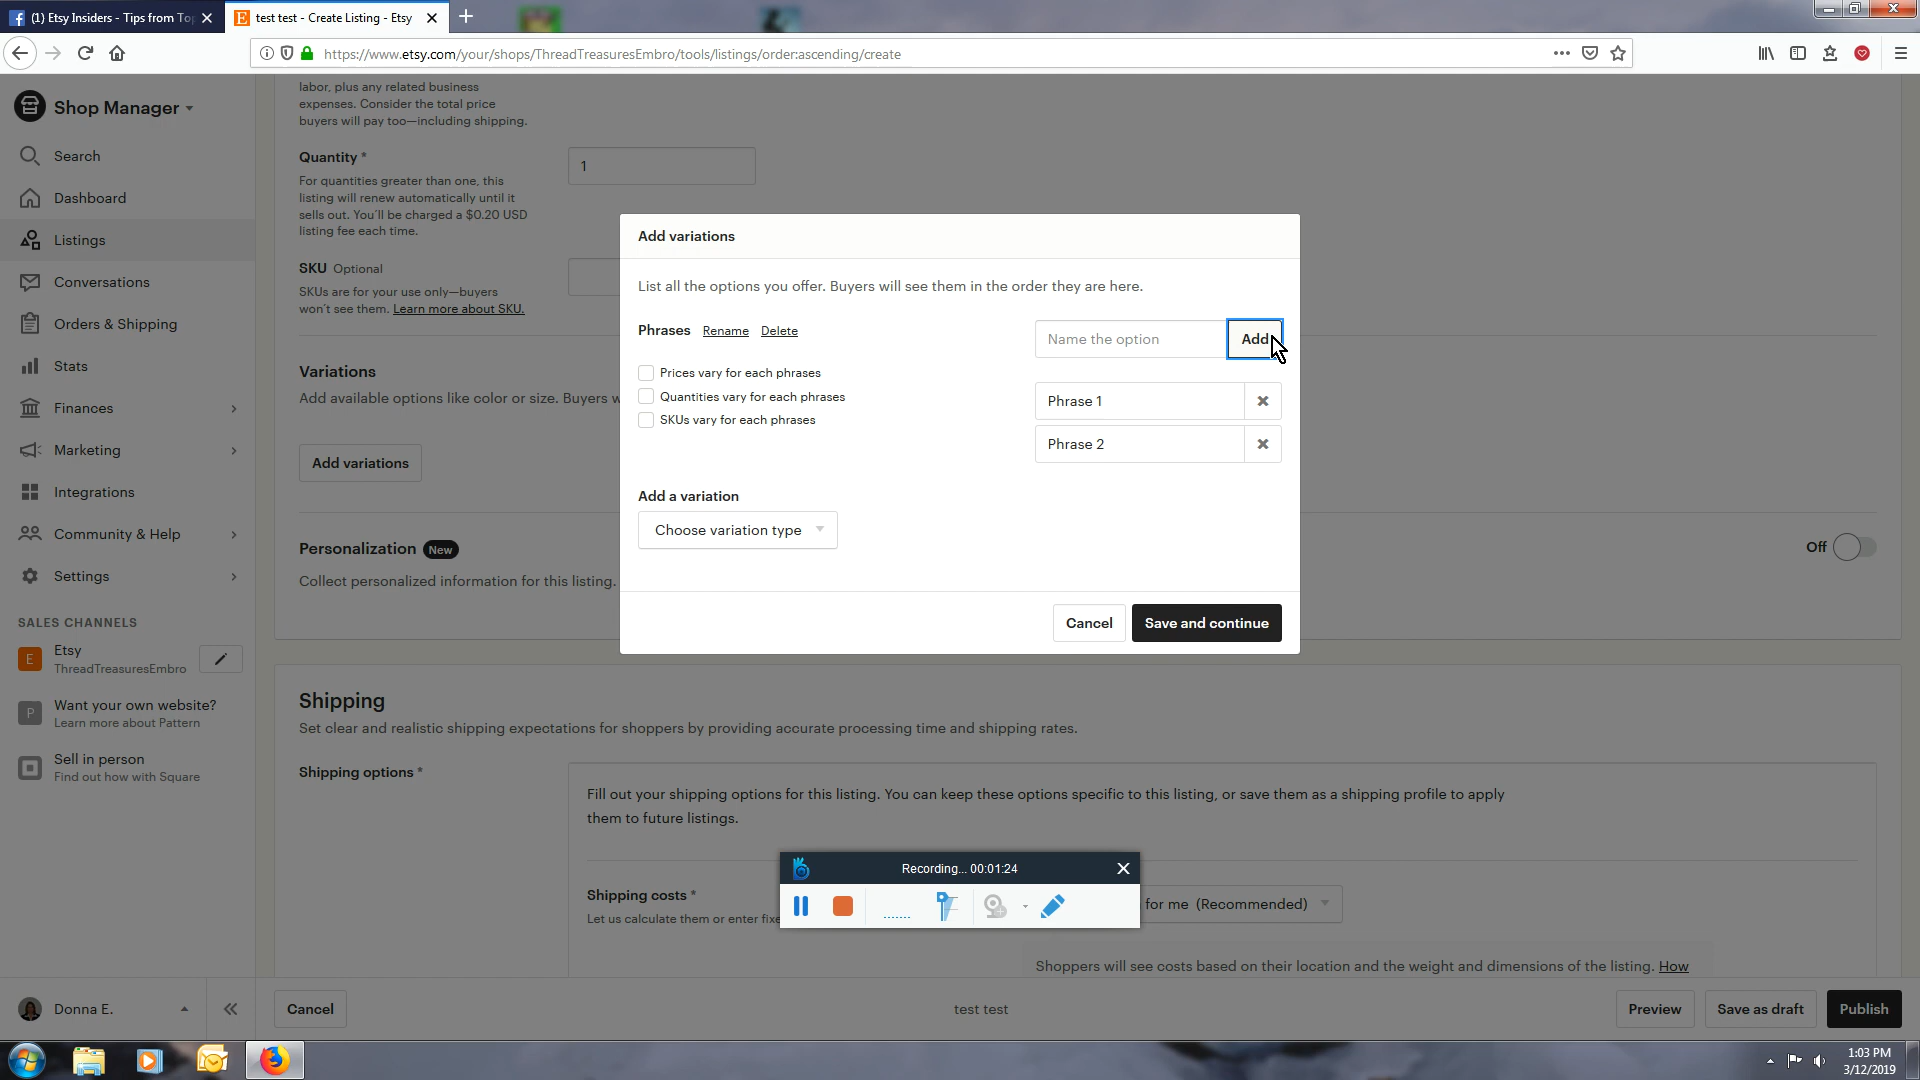 (1) Etsy Insiders - Tips from To
test test - Create Listing - Etsy
https://www.etsy.com/your/shops/ThreadTreasuresEmbro/tools/listings/order:ascending/create
Shop Manager
Search
Dashboard
Listings
Conversations
Orders & Shipping
Stats
Finances
Marketing
Integrations
Community & Help
Settings
SALES CHANNELS
E
Etsy
ThreadTreasuresEmbro
P
Want your own website?
Learn more about Pattern
Sell in person
Find out how with Square
Donna E.
labor, plus any related business
expenses. Consider the total price
buyers will pay too—including shipping.
Quantity *
1
For quantities greater than one, this
listing will renew automatically until it
sells out. You'll be charged a $0.20 USD
listing fee each time.
SKU Optional
SKUs are for your use only—buyers
won't see them. Learn more about SKU.
Variations
Add available options like color or size. Buyers w
Add variations
Personalization New
Collect personalized information for this listing.
Off
Add variations
List all the options you offer. Buyers will see them in the order they are here.
Phrases Rename Delete
Name the option
Add
Prices vary for each phrases
Quantities vary for each phrases
SKUs vary for each phrases
Phrase 1
Phrase 2
Add a variation
Choose variation type
Cancel
Save and continue
Shipping
Set clear and realistic shipping expectations for shoppers by providing accurate processing time and shipping rates.
Shipping options *
Fill out your shipping options for this listing. You can keep these options specific to this listing, or save them as a shipping profile to apply
them to future listings.
Shipping costs *
Let us calculate them or enter fixe
for me (Recommended)
Recording... 00:01:24
Shoppers will see costs based on their location and the weight and dimensions of the listing. How
Cancel
test test
Preview
Save as draft
Publish
1:03 PM
3/12/2019